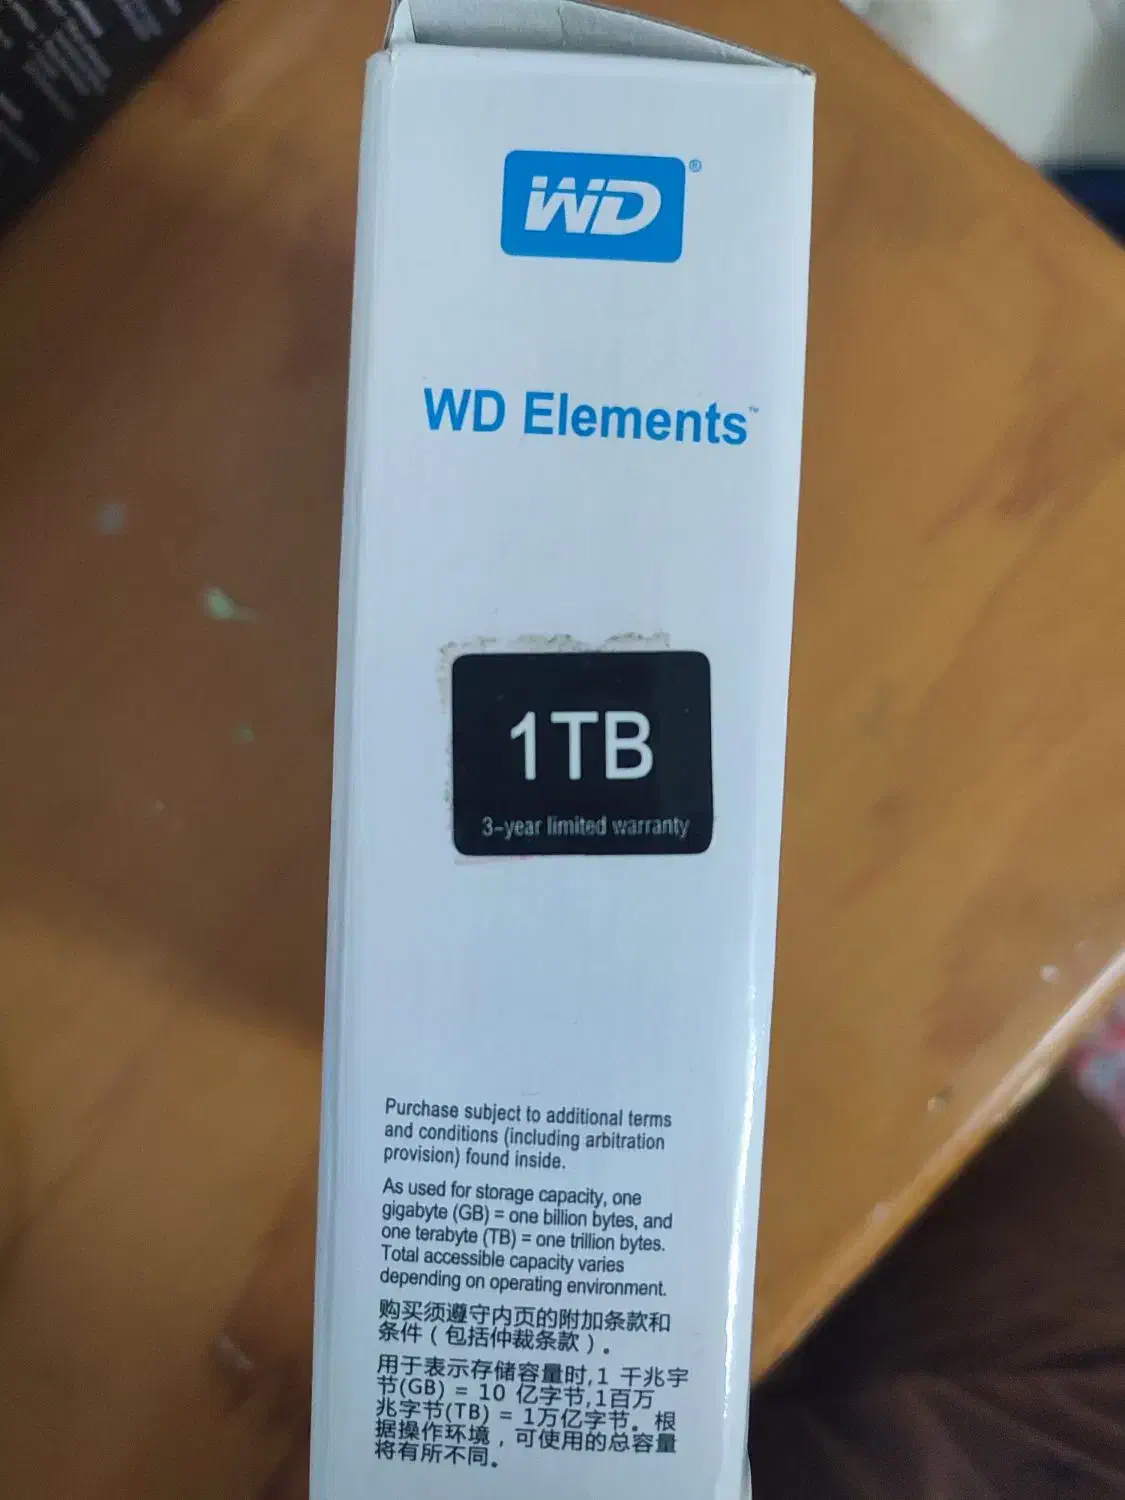 WD®
WD Elements™
1TB
3-year limited warranty
Purchase subject to additional terms
and conditions (including arbitration
provision) found inside.
As used for storage capacity, one
gigabyte (GB) = one billion bytes, and
one terabyte (TB) = one trillion bytes.
Total accessible capacity varies
depending on operating environment.
购买须遵守内页的附加条款和
条件（包括仲裁条款）。
用于表示存储容量时,1 千兆字
节(GB) = 10 亿字节,1百万
兆字节(TB) = 1万亿字节。根
据操作环境，可使用的总容量
将有所不同。